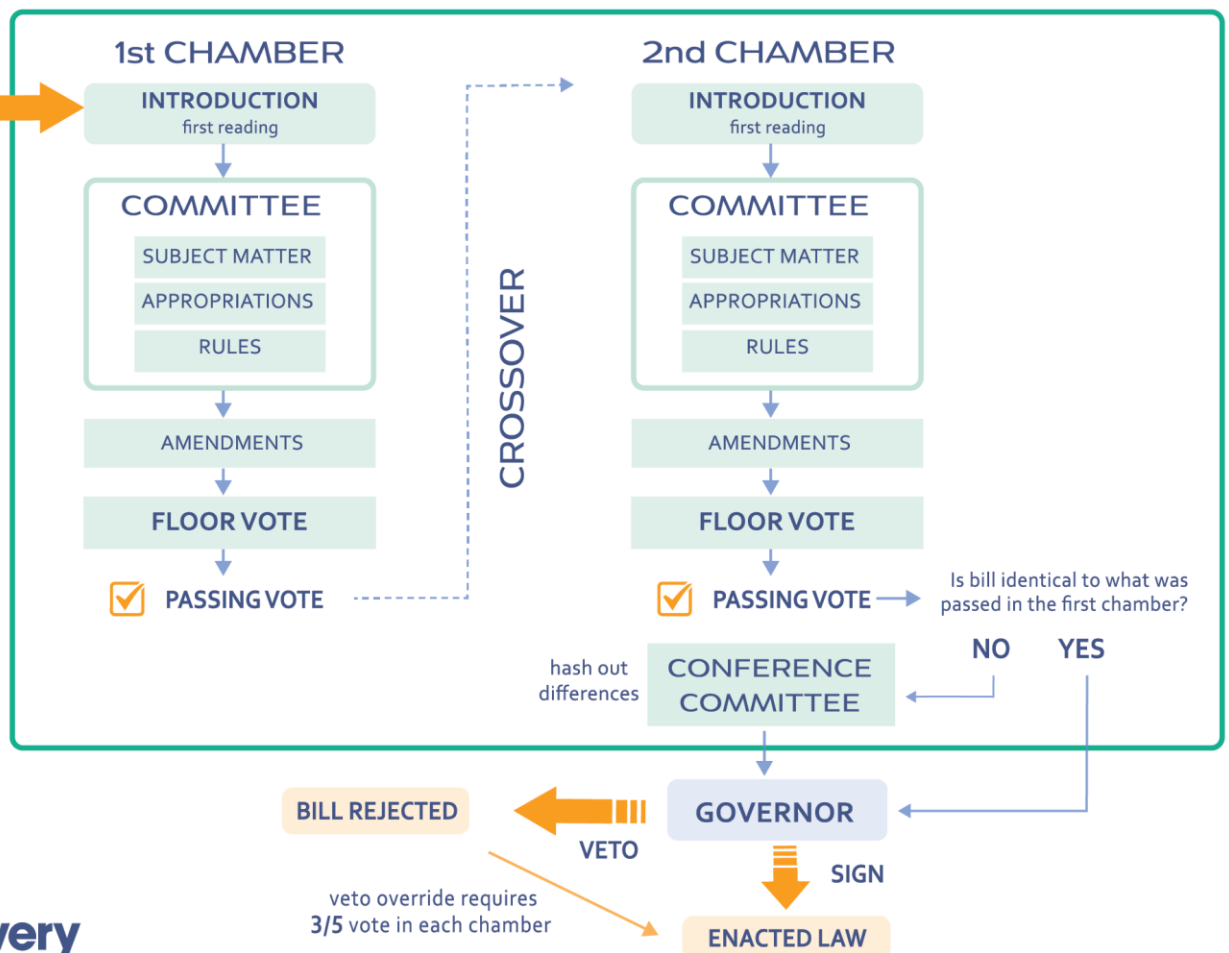 1st CHAMBER
INTRODUCTION
first reading
COMMITTEE
SUBJECT MATTER
APPROPRIATIONS
RULES
AMENDMENTS
FLOOR VOTE
PASSING VOTE
CROSSOVER
2nd CHAMBER
INTRODUCTION
first reading
COMMITTEE
SUBJECT MATTER
APPROPRIATIONS
RULES
AMENDMENTS
FLOOR VOTE
PASSING VOTE
Is bill identical to what was
passed in the first chamber?
NO YES
hash out
differences
CONFERENCE
COMMITTEE
GOVERNOR
VETO
BILL REJECTED
SIGN
veto override requires
3/5 vote in each chamber
ENACTED LAW
very